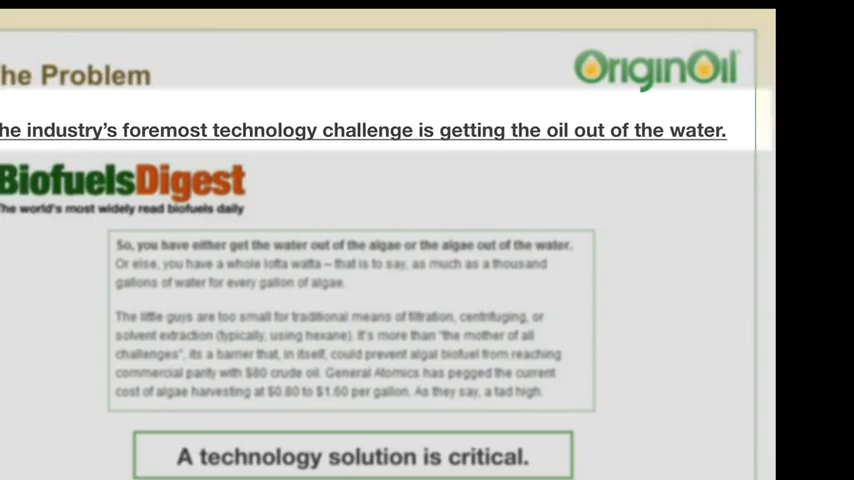 he Problem
OriginOil
he industry's foremost technology challenge is getting the oil out of the water.
BiofuelsDigest
The world's most widely read biofuels daily
So, you have either get the water out of the algae or the algae out of the water.
Or else, you have a whole lotta watta – that is to say, as much as a thousand
gallons of water for every gallon of algae.
The little guys are too small for traditional means of filtration, centrifuging, or
solvent extraction (typically, using hexane). It's more than "the mother of all
challenges", its a barrier that, in itself, could prevent algal biofuel from reaching
commercial parity with $80 crude oil. General Atomics has pegged the current
cost of algae harvesting at $0.80 to $1.60 per gallon. As they say, a tad high.
A technology solution is critical.